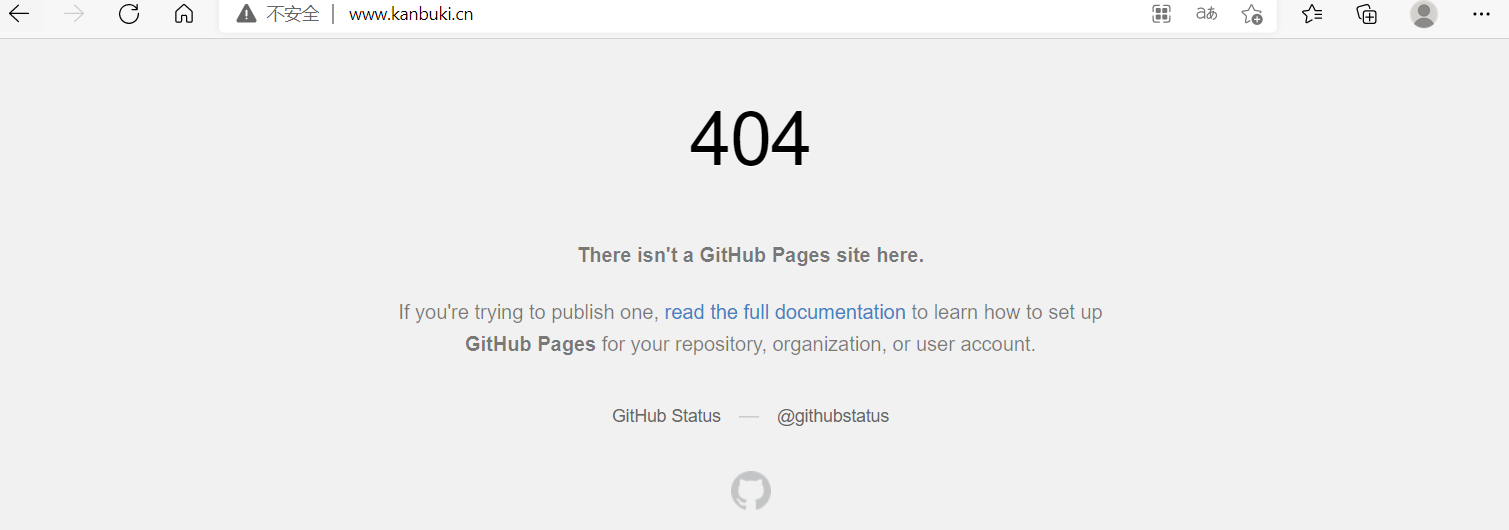 不安全 www.kanbuki.cn aあ
404
There isn't a GitHub Pages site here.
If you're trying to publish one, read the full documentation to learn how to set up
GitHub Pages for your repository, organization, or user account.
GitHub Status — @githubstatus